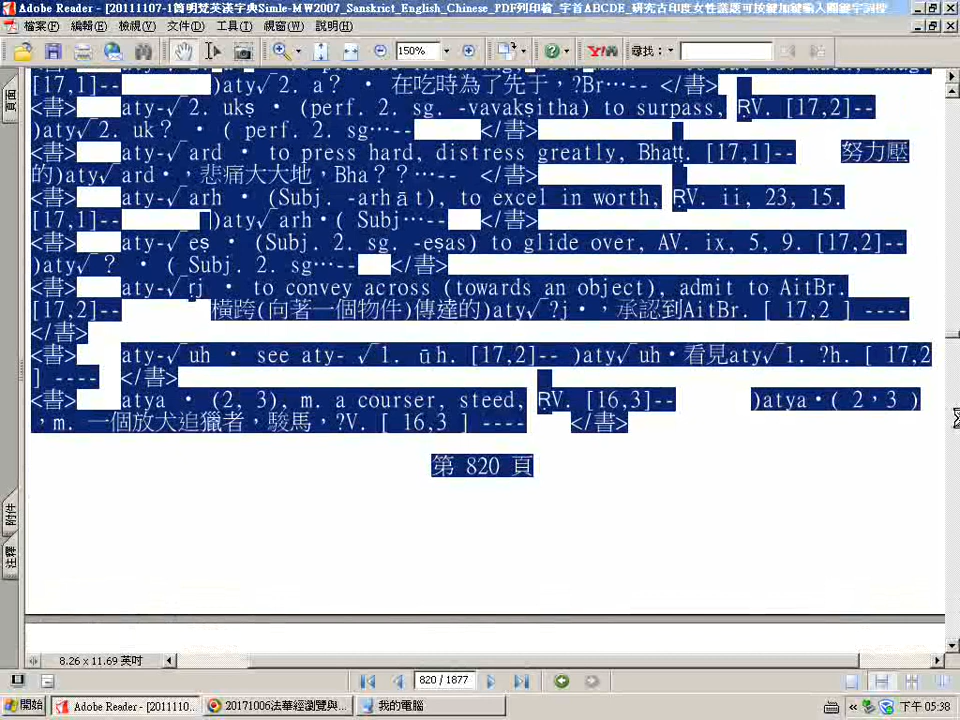 Adobe Reader - [20111107-1簡明梵英漢字典Simle-MW2007_Sanskrict_English_Chinese_PDF列印檔_字首ABCDE_研究古印度女性議題可按鍵加鍵輸入關鍵字詞搜
檔案(F) 編輯(E) 檢視(V) 文件(D) 工具(T) 視窗(W) 說明(H)
150% 尋找：
頁面
[17,1]-- )aty√2. a？ • 在吃時為了先于，?Br…-- </書>
<書> aty-√2. ukṣ • (perf. 2. sg. -vavakṣitha) to surpass, ṚV. [17,2]--
)aty√2. uk？ • ( perf. 2. sg…-- </書>
<書> aty-√ard • to press hard, distress greatly, Bhaṭṭ. [17,1]-- 努力壓
的)aty√ard•，悲痛大大地，Bha？？…-- </書>
<書> aty-√arh • (Subj. -arhāt), to excel in worth, ṚV. ii, 23, 15.
[17,1]-- )aty√arh•( Subj…-- </書>
<書> aty-√eṣ • (Subj. 2. sg. -eṣas) to glide over, AV. ix, 5, 9. [17,2]--
)aty√？ • ( Subj. 2. sg…-- </書>
<書> aty-√ṛj • to convey across (towards an object), admit to AitBr.
[17,2]-- 橫跨(向著一個物件)傳達的)aty√?j•，承認到AitBr. [ 17,2 ] ----
</書>
<書> aty-√uh • see aty- √1. ūh. [17,2]-- )aty√uh•看見aty√1. ?h. [ 17,2
] ---- </書>
<書> atya • (2, 3), m. a courser, steed, ṚV. [16,3]-- )atya•( 2，3 )
，m. 一個放犬追獵者，駿馬，?V. [ 16,3 ] ---- </書>
第 820 頁
附件
注釋
8.26 x 11.69 英吋
820 / 1877
開始 Adobe Reader - [2011110... 20171006法華經瀏覽與... 我的電腦 下午 05:38